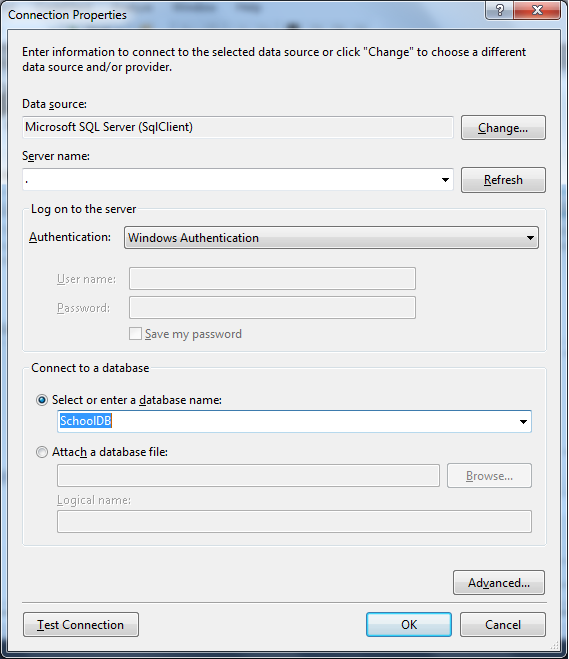 Connection Properties
Enter information to connect to the selected data source or click "Change" to choose a different
data source and/or provider.
Data source:
Microsoft SQL Server (SqlClient)
Change...
Server name:
.
Refresh
Log on to the server
Authentication:
Windows Authentication
User name:
Password:
Save my password
Connect to a database
Select or enter a database name:
SchoolDB
Attach a database file:
Browse...
Logical name:
Advanced...
Test Connection
OK
Cancel